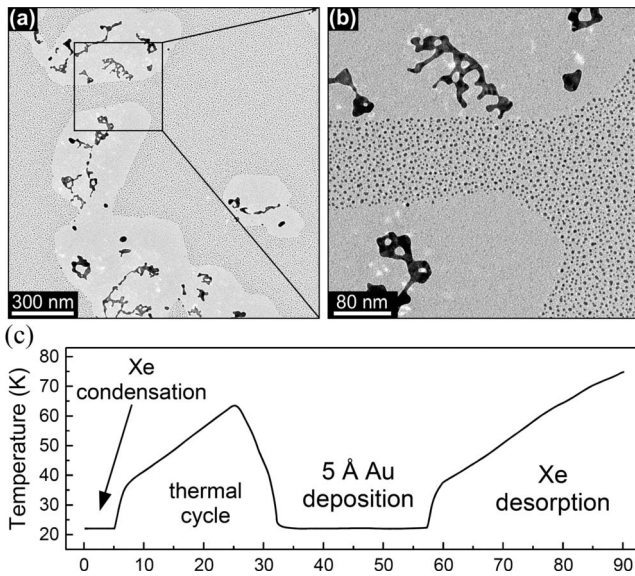 (a)
(b)
300 nm
80 nm
(c)
80
70
60
50
40
30
20
Temperature (K)
Xe
condensation
thermal
cycle
5 Å Au
deposition
Xe
desorption
0 10 20 30 40 50 60 70 80 90